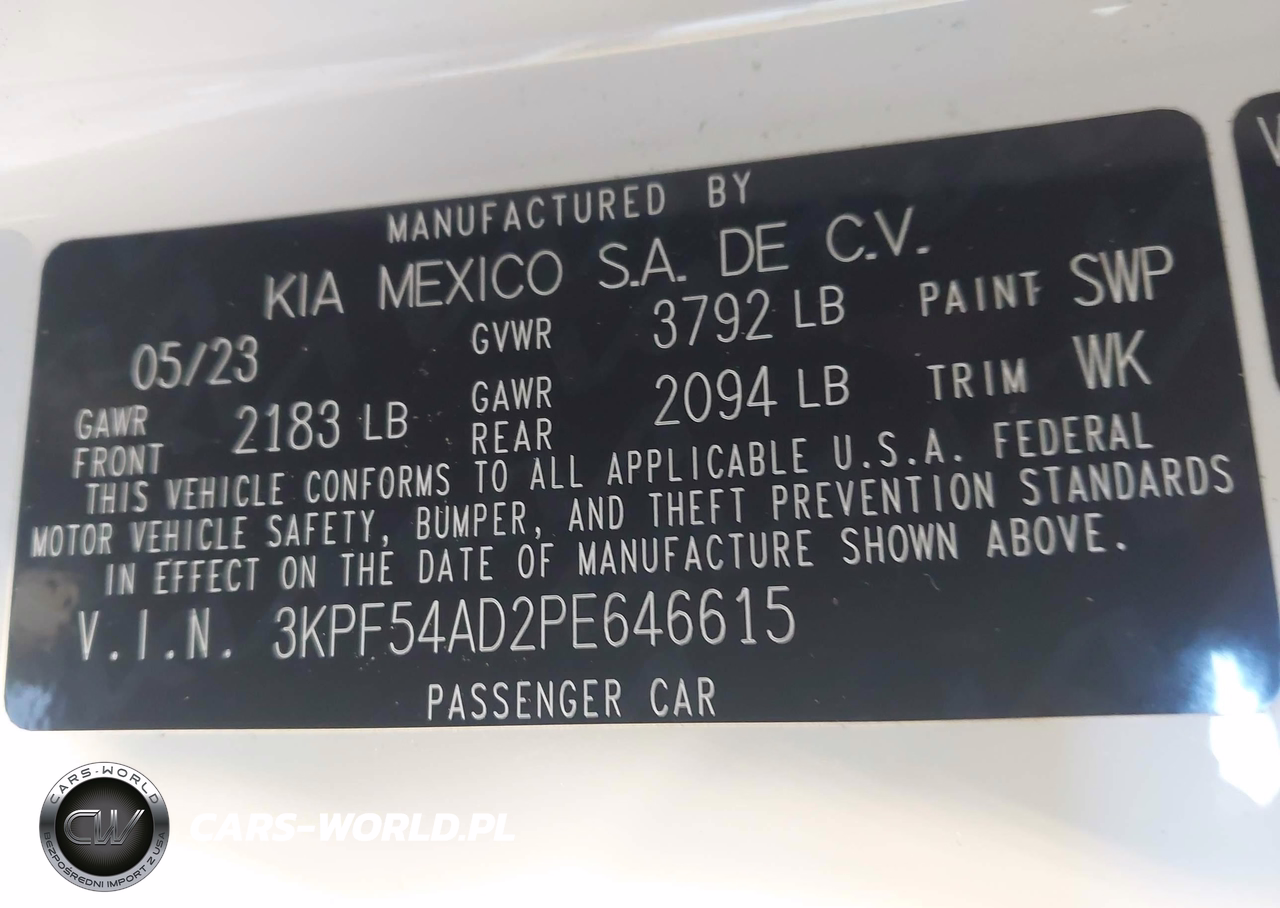 MANUFACTURED BY
KIA MEXICO S.A. DE C.V.
05/23 GVWR 3792 LB PAINT SWP
GAWR FRONT 2183 LB GAWR REAR 2094 LB TRIM WK
THIS VEHICLE CONFORMS TO ALL APPLICABLE U.S.A. FEDERAL
MOTOR VEHICLE SAFETY, BUMPER, AND THEFT PREVENTION STANDARDS
IN EFFECT ON THE DATE OF MANUFACTURE SHOWN ABOVE.
V.I.N. 3KPF54AD2PE646615
PASSENGER CAR
CARS-WORLD
CW
BEZPOŚREDNI IMPORT Z USA
CARS-WORLD.PL